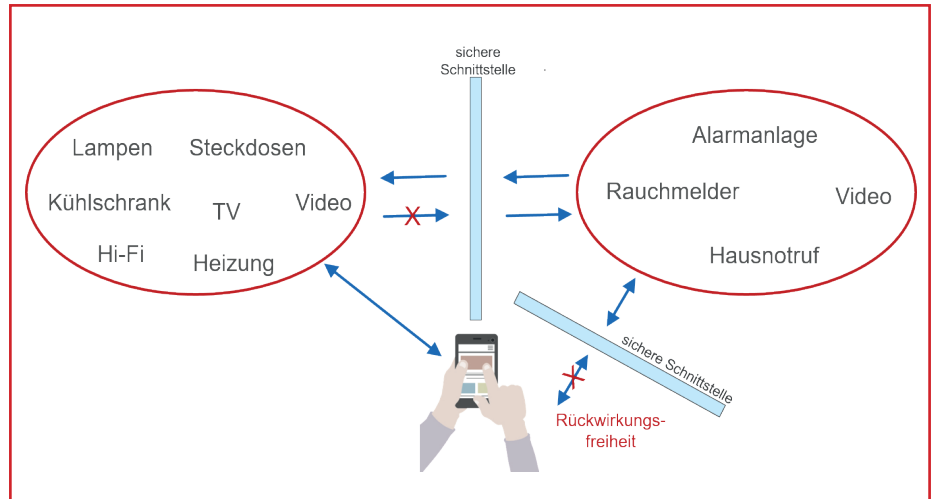 sichere
Schnittstelle
Lampen
Steckdosen
Kühlschrank
TV
Video
Hi-Fi
Heizung
Alarmanlage
Rauchmelder
Video
Hausnotruf
sichere Schnittstelle
Rückwirkungs-
freiheit